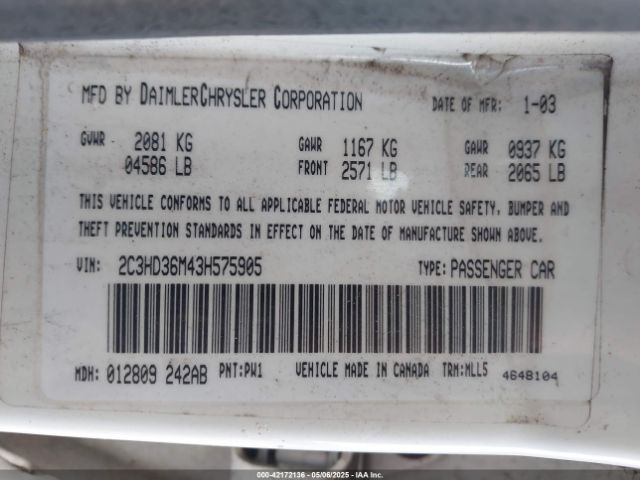 MFD BY DAIMLERCHRYSLER CORPORATION DATE OF MFR: 1-03
GVWR 2081 KG GAWR 1167 KG GAWR 0937 KG
04586 LB FRONT 2571 LB REAR 2065 LB
THIS VEHICLE CONFORMS TO ALL APPLICABLE FEDERAL MOTOR VEHICLE SAFETY, BUMPER AND
THEFT PREVENTION STANDARDS IN EFFECT ON THE DATE OF MANUFACTURE SHOWN ABOVE.
VIN: 2C3HD36M43H575905 TYPE: PASSENGER CAR
MDH: 012809 242AB PNT: PW1 VEHICLE MADE IN CANADA TRM: MLL5 4648104
000-42172136 - 05/06/2025 - IAAI.COM